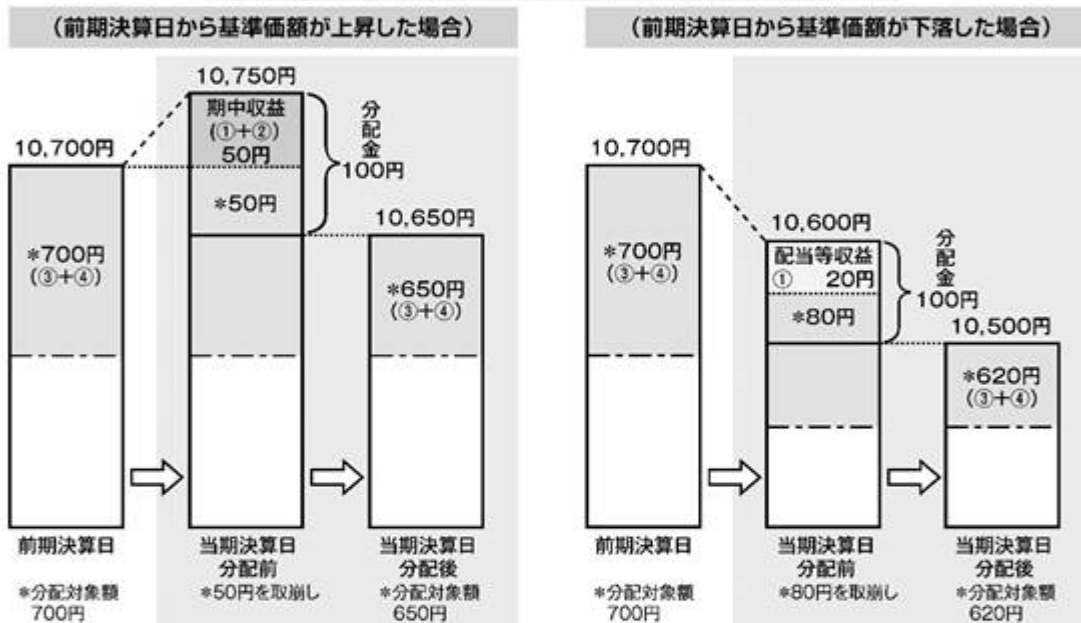 (前期決算日から基準価額が上昇した場合)
10,750円
期中収益
(①+②)
50円
*50円
分配金
100円
10,700円
*700円
(③+④)
10,650円
*650円
(③+④)
前期決算日
*分配対象額
700円
当期決算日
分配前
*50円を取崩し
当期決算日
分配後
*分配対象額
650円
(前期決算日から基準価額が下落した場合)
10,700円
*700円
(③+④)
10,600円
配当等収益
① 20円
*80円
分配金
100円
10,500円
*620円
(③+④)
前期決算日
*分配対象額
700円
当期決算日
分配前
*80円を取崩し
当期決算日
分配後
*分配対象額
620円